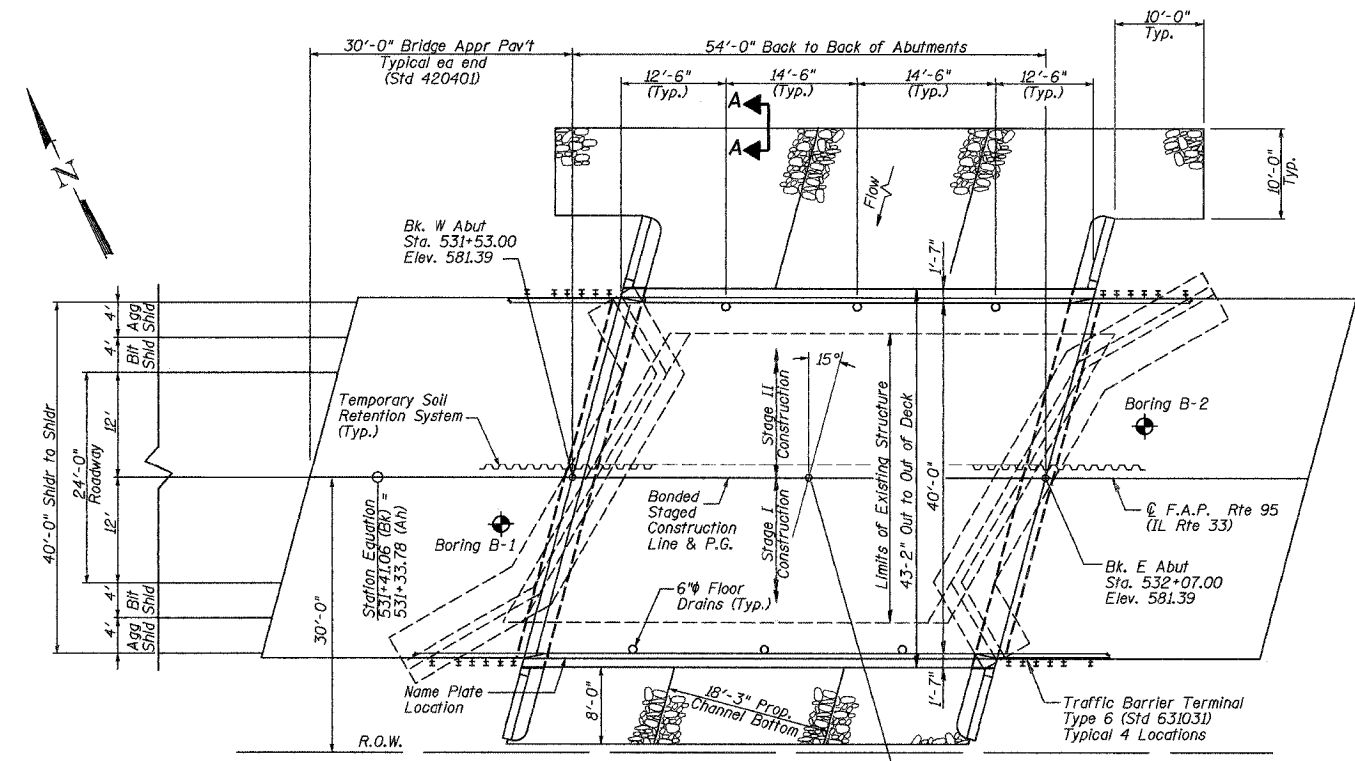 10'-0"
Typ.
30'-0" Bridge Appr Pav't
Typical ea end
(Std 420401)
54'-0" Back to Back of Abutments
12'-6"
(Typ.)
14'-6"
(Typ.)
14'-6"
(Typ.)
12'-6"
(Typ.)
A
A
N
10'-0"
Typ.
Flow
Bk. W Abut
Sta. 531+53.00
Elev. 581.39
1'-7"
4'
Agg
Shld
4'
Bit
Shld
15°
Stage II
Construction
Temporary Soil
Retention System
(Typ.)
Boring B-2
40'-0" Shldr to Shldr
24'-0"
Roadway
12'
12'
Limits of Existing Structure
43'-2" Out to Out of Deck
40'-0"
Station Equation
531+41.06 (Bk) =
531+33.78 (Ah)
Boring B-1
Bonded
Staged
Construction
Line & P.G.
Stage I
Construction
℄ F.A.P. Rte 95
(IL Rte 33)
Bk. E Abut
Sta. 532+07.00
Elev. 581.39
4'
Bit
Shld
4'
Agg
Shld
30'-0"
6"φ Floor
Drains (Typ.)
Name Plate
Location
8'-0"
18'-3" Prop.
Channel Bottom
1'-7"
Traffic Barrier Terminal
Type 6 (Std 631031)
Typical 4 Locations
R.O.W.